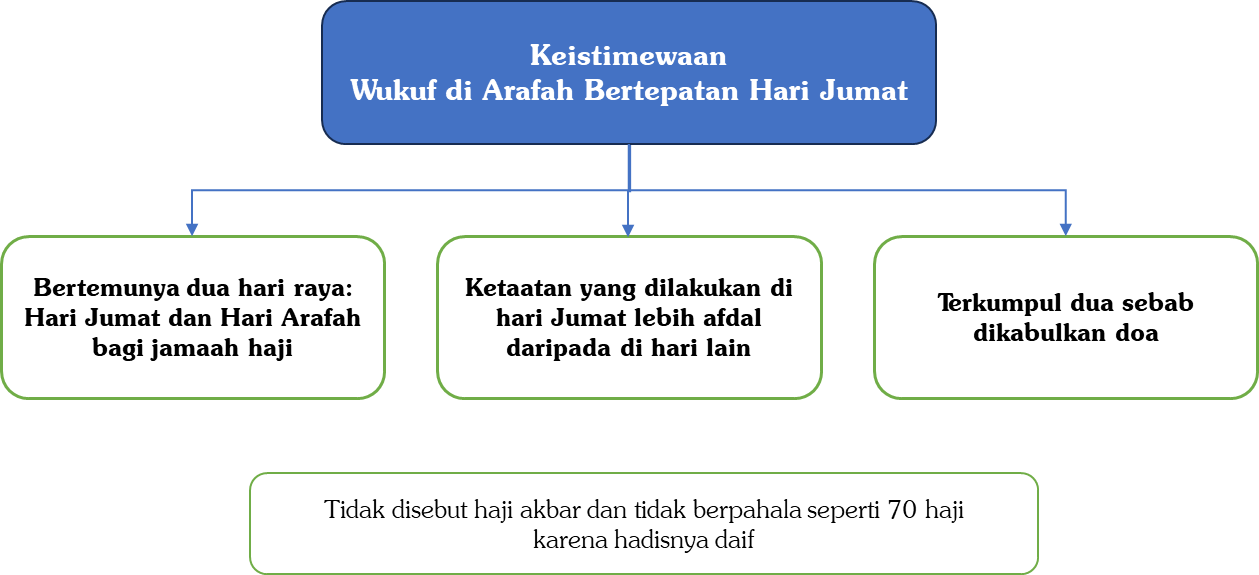 Keistimewaan
Wukuf di Arafah Bertepatan Hari Jumat
Bertemunya dua hari raya:
Hari Jumat dan Hari Arafah
bagi jamaah haji
Ketaatan yang dilakukan di
hari Jumat lebih afdal
daripada di hari lain
Terkumpul dua sebab
dikabulkan doa
Tidak disebut haji akbar dan tidak berpahala seperti 70 haji
karena hadisnya daif